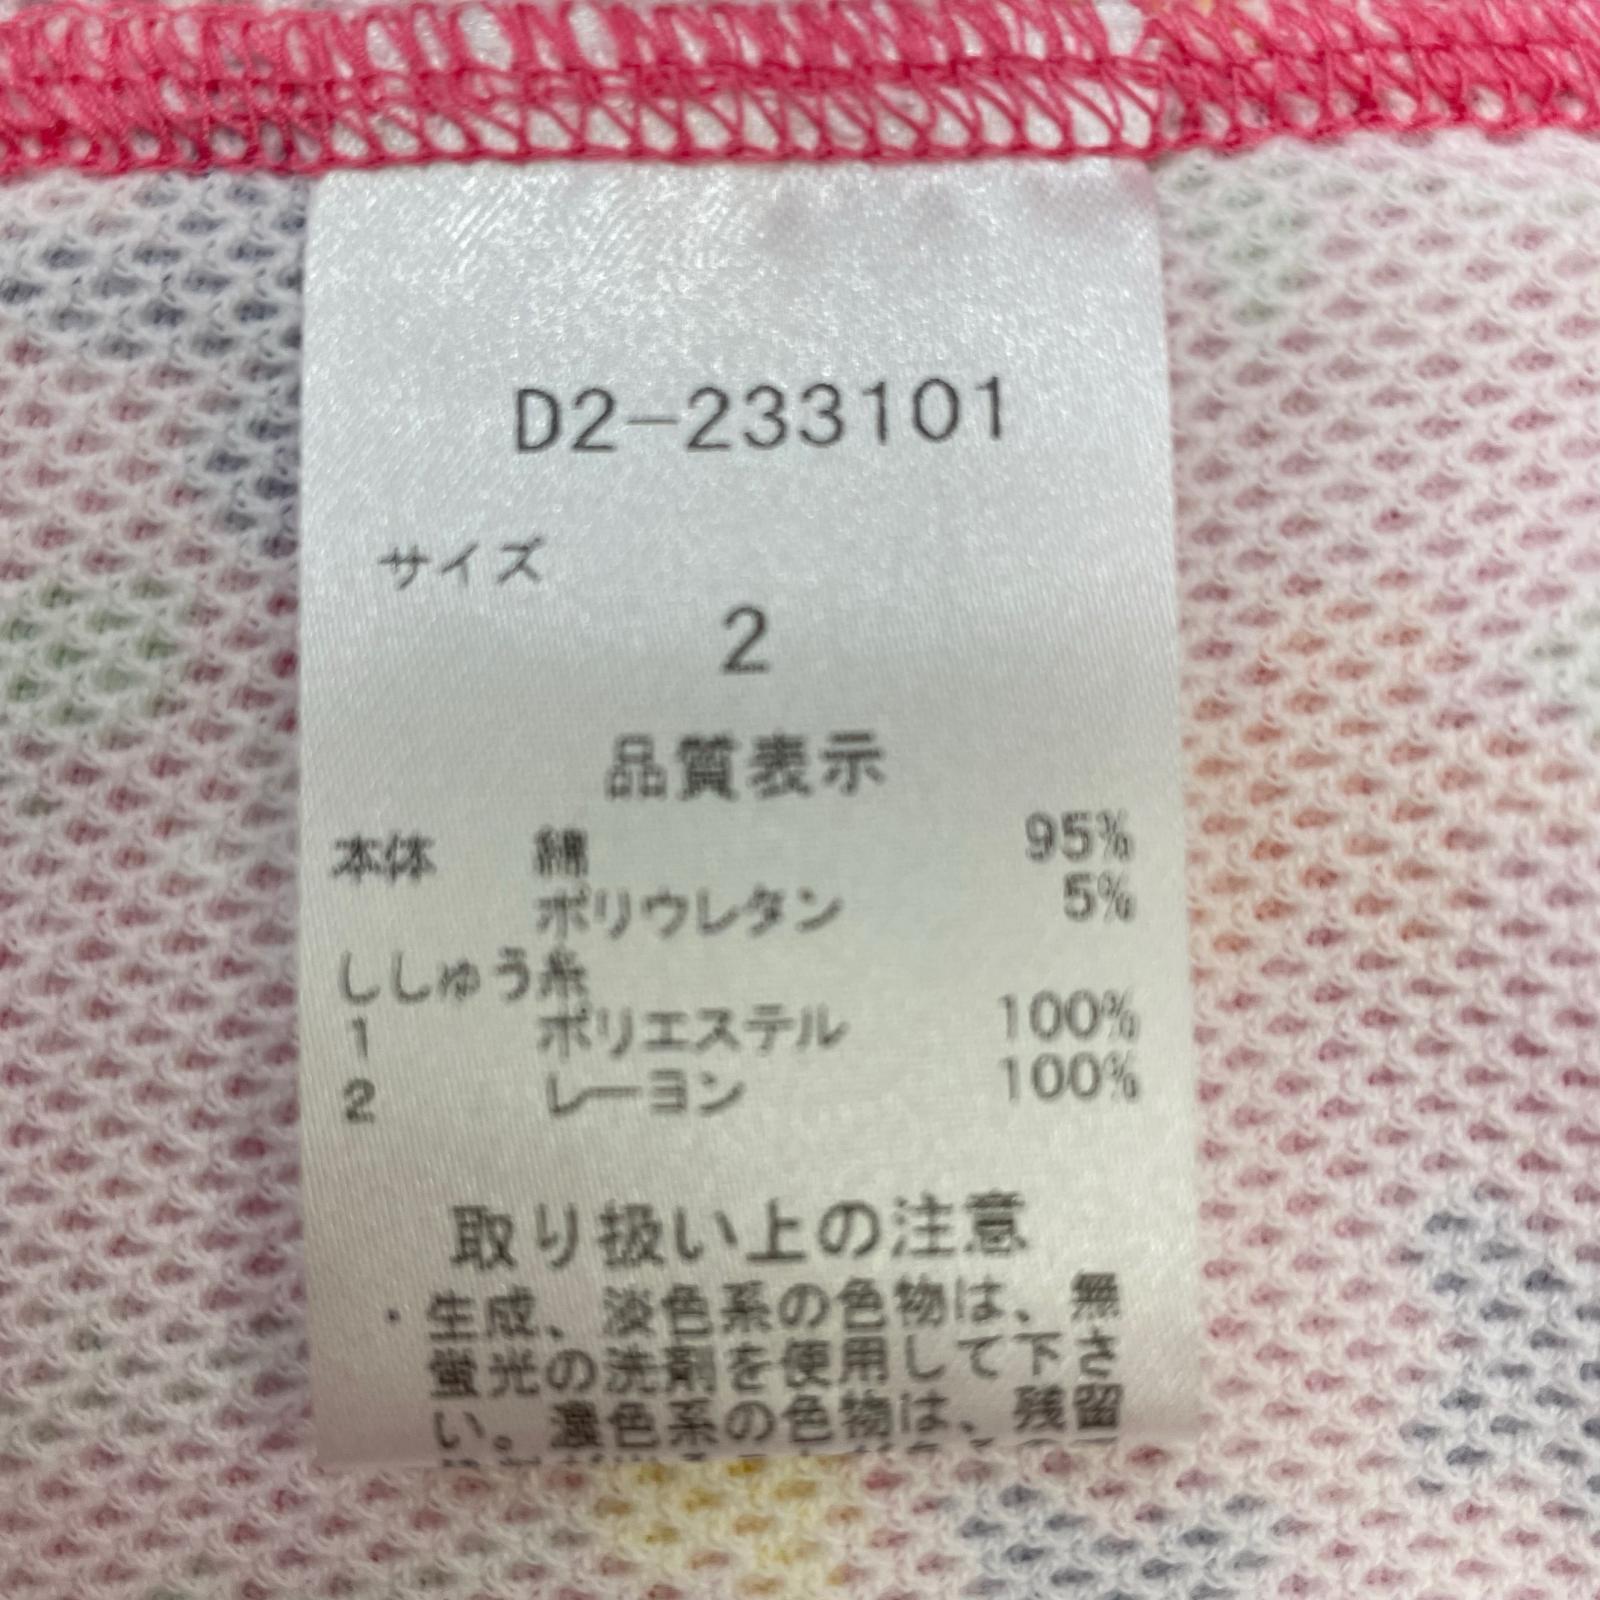 D2-233101
サイズ
2
品質表示
本体 綿 95%
ポリウレタン 5%
ししゅう糸
1 ポリエステル 100%
2 レーヨン 100%
取り扱い上の注意
・生成、淡色系の色物は、無
蛍光の洗剤を使用して下さ
い。濃色系の色物は、残留